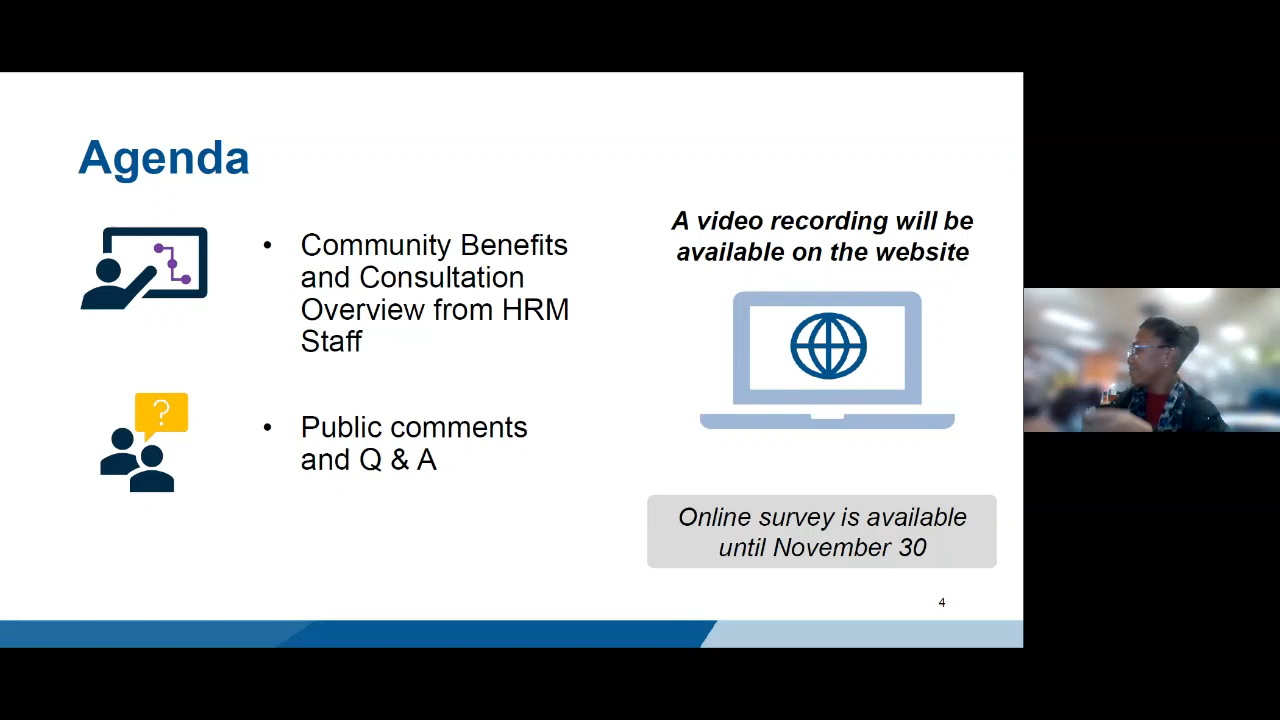 Agenda
• Community Benefits
and Consultation
Overview from HRM
Staff
?
• Public comments
and Q & A
A video recording will be
available on the website
Online survey is available
until November 30
4